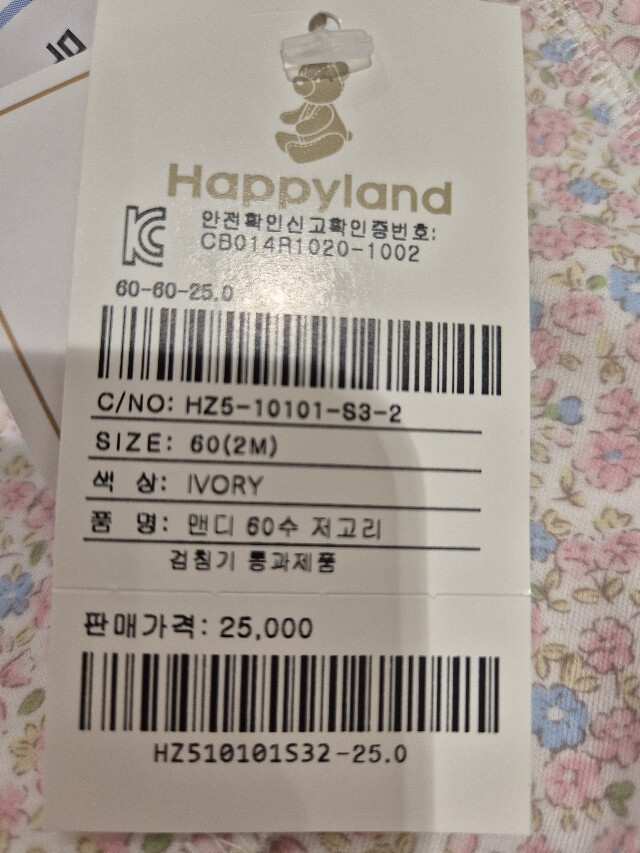 Happyland
안전확인신고확인증번호:
CB014R1020-1002
60-60-25.0
C/NO: HZ5-10101-S3-2
SIZE: 60(2M)
색 상: IVORY
품 명: 맨디 60수 저고리
검침기 통과제품
판매가격: 25,000
HZ510101S32-25.0